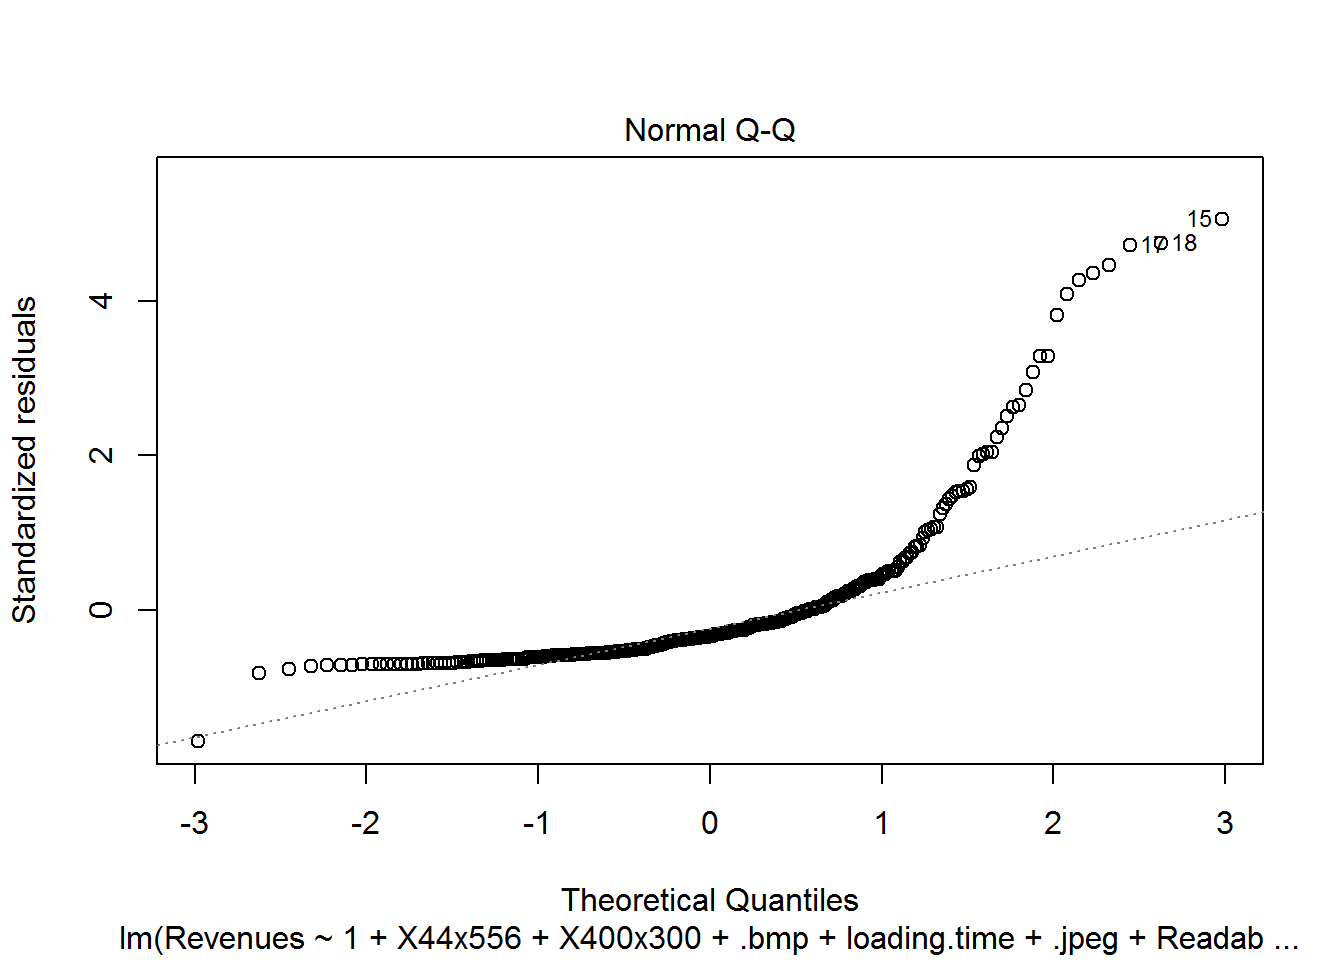 Normal Q-Q
Standardized residuals
4
2
0
15
17
18
-3 -2 -1 0 1 2 3
Theoretical Quantiles
lm(Revenues ~ 1 + X44x556 + X400x300 + .bmp + loading.time + .jpeg + Readab ...